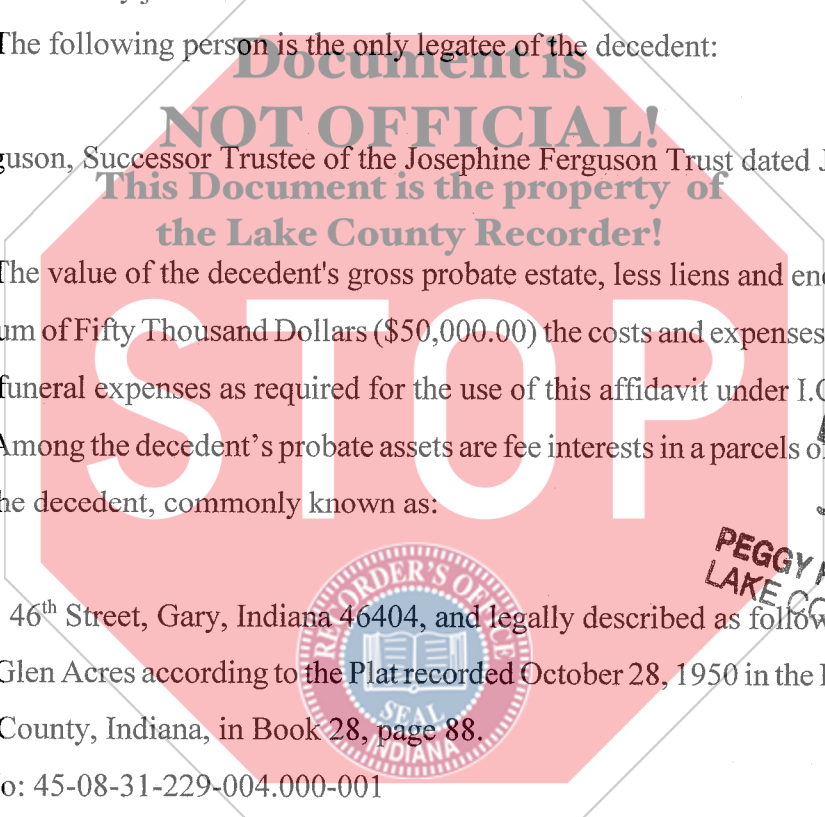 The following person is the only legatee of the decedent:
Document is
NOT OFFICIAL!
guson, Successor Trustee of the Josephine Ferguson Trust dated J
This Document is the property of
the Lake County Recorder!
The value of the decedent's gross probate estate, less liens and en
um of Fifty Thousand Dollars ($50,000.00) the costs and expenses
funeral expenses as required for the use of this affidavit under I.C
Among the decedent's probate assets are fee interests in a parcels o
he decedent, commonly known as:
STOP
PEGGY
LAKE CO
46th Street, Gary, Indiana 46404, and legally described as follow
Glen Acres according to the Plat recorded October 28, 1950 in the
County, Indiana, in Book 28, page 88.
o: 45-08-31-229-004.000-001
RECORDER'S OFFICE
SEAL
INDIANA